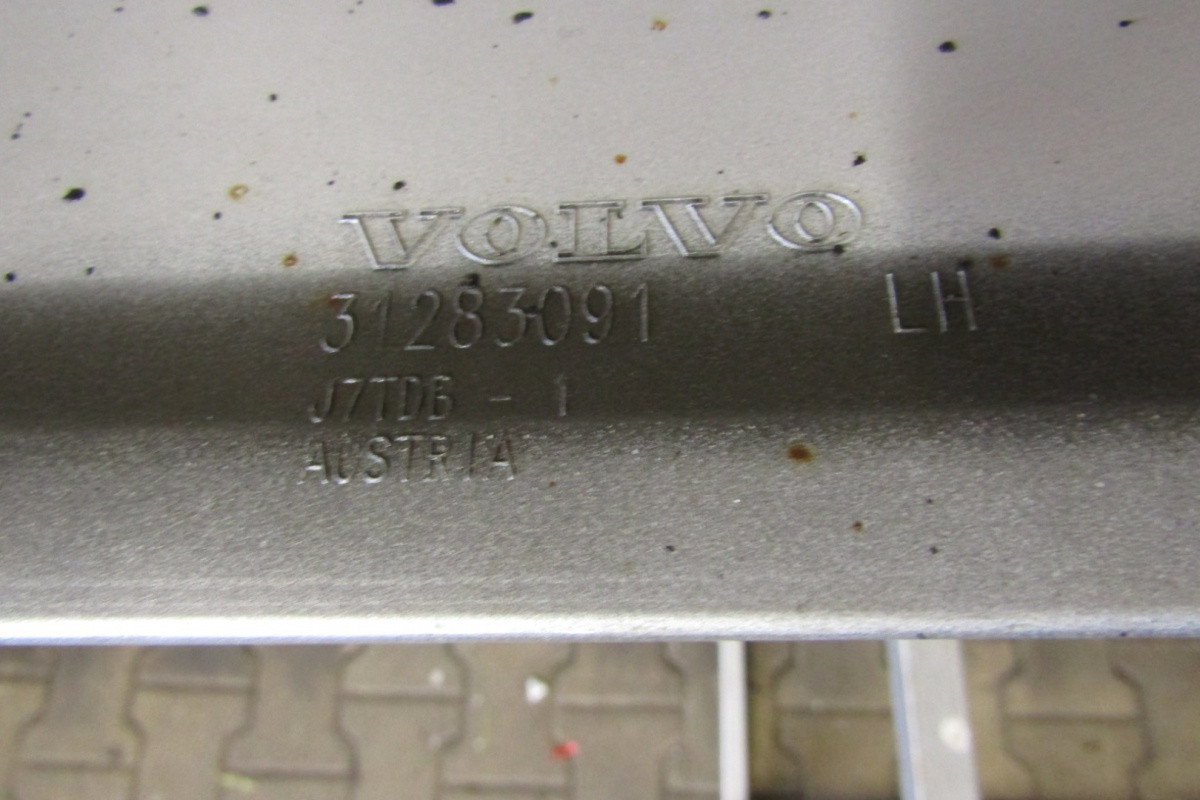 VOLVO
31283091 LH
J7TDB - 1
AUSTRIA